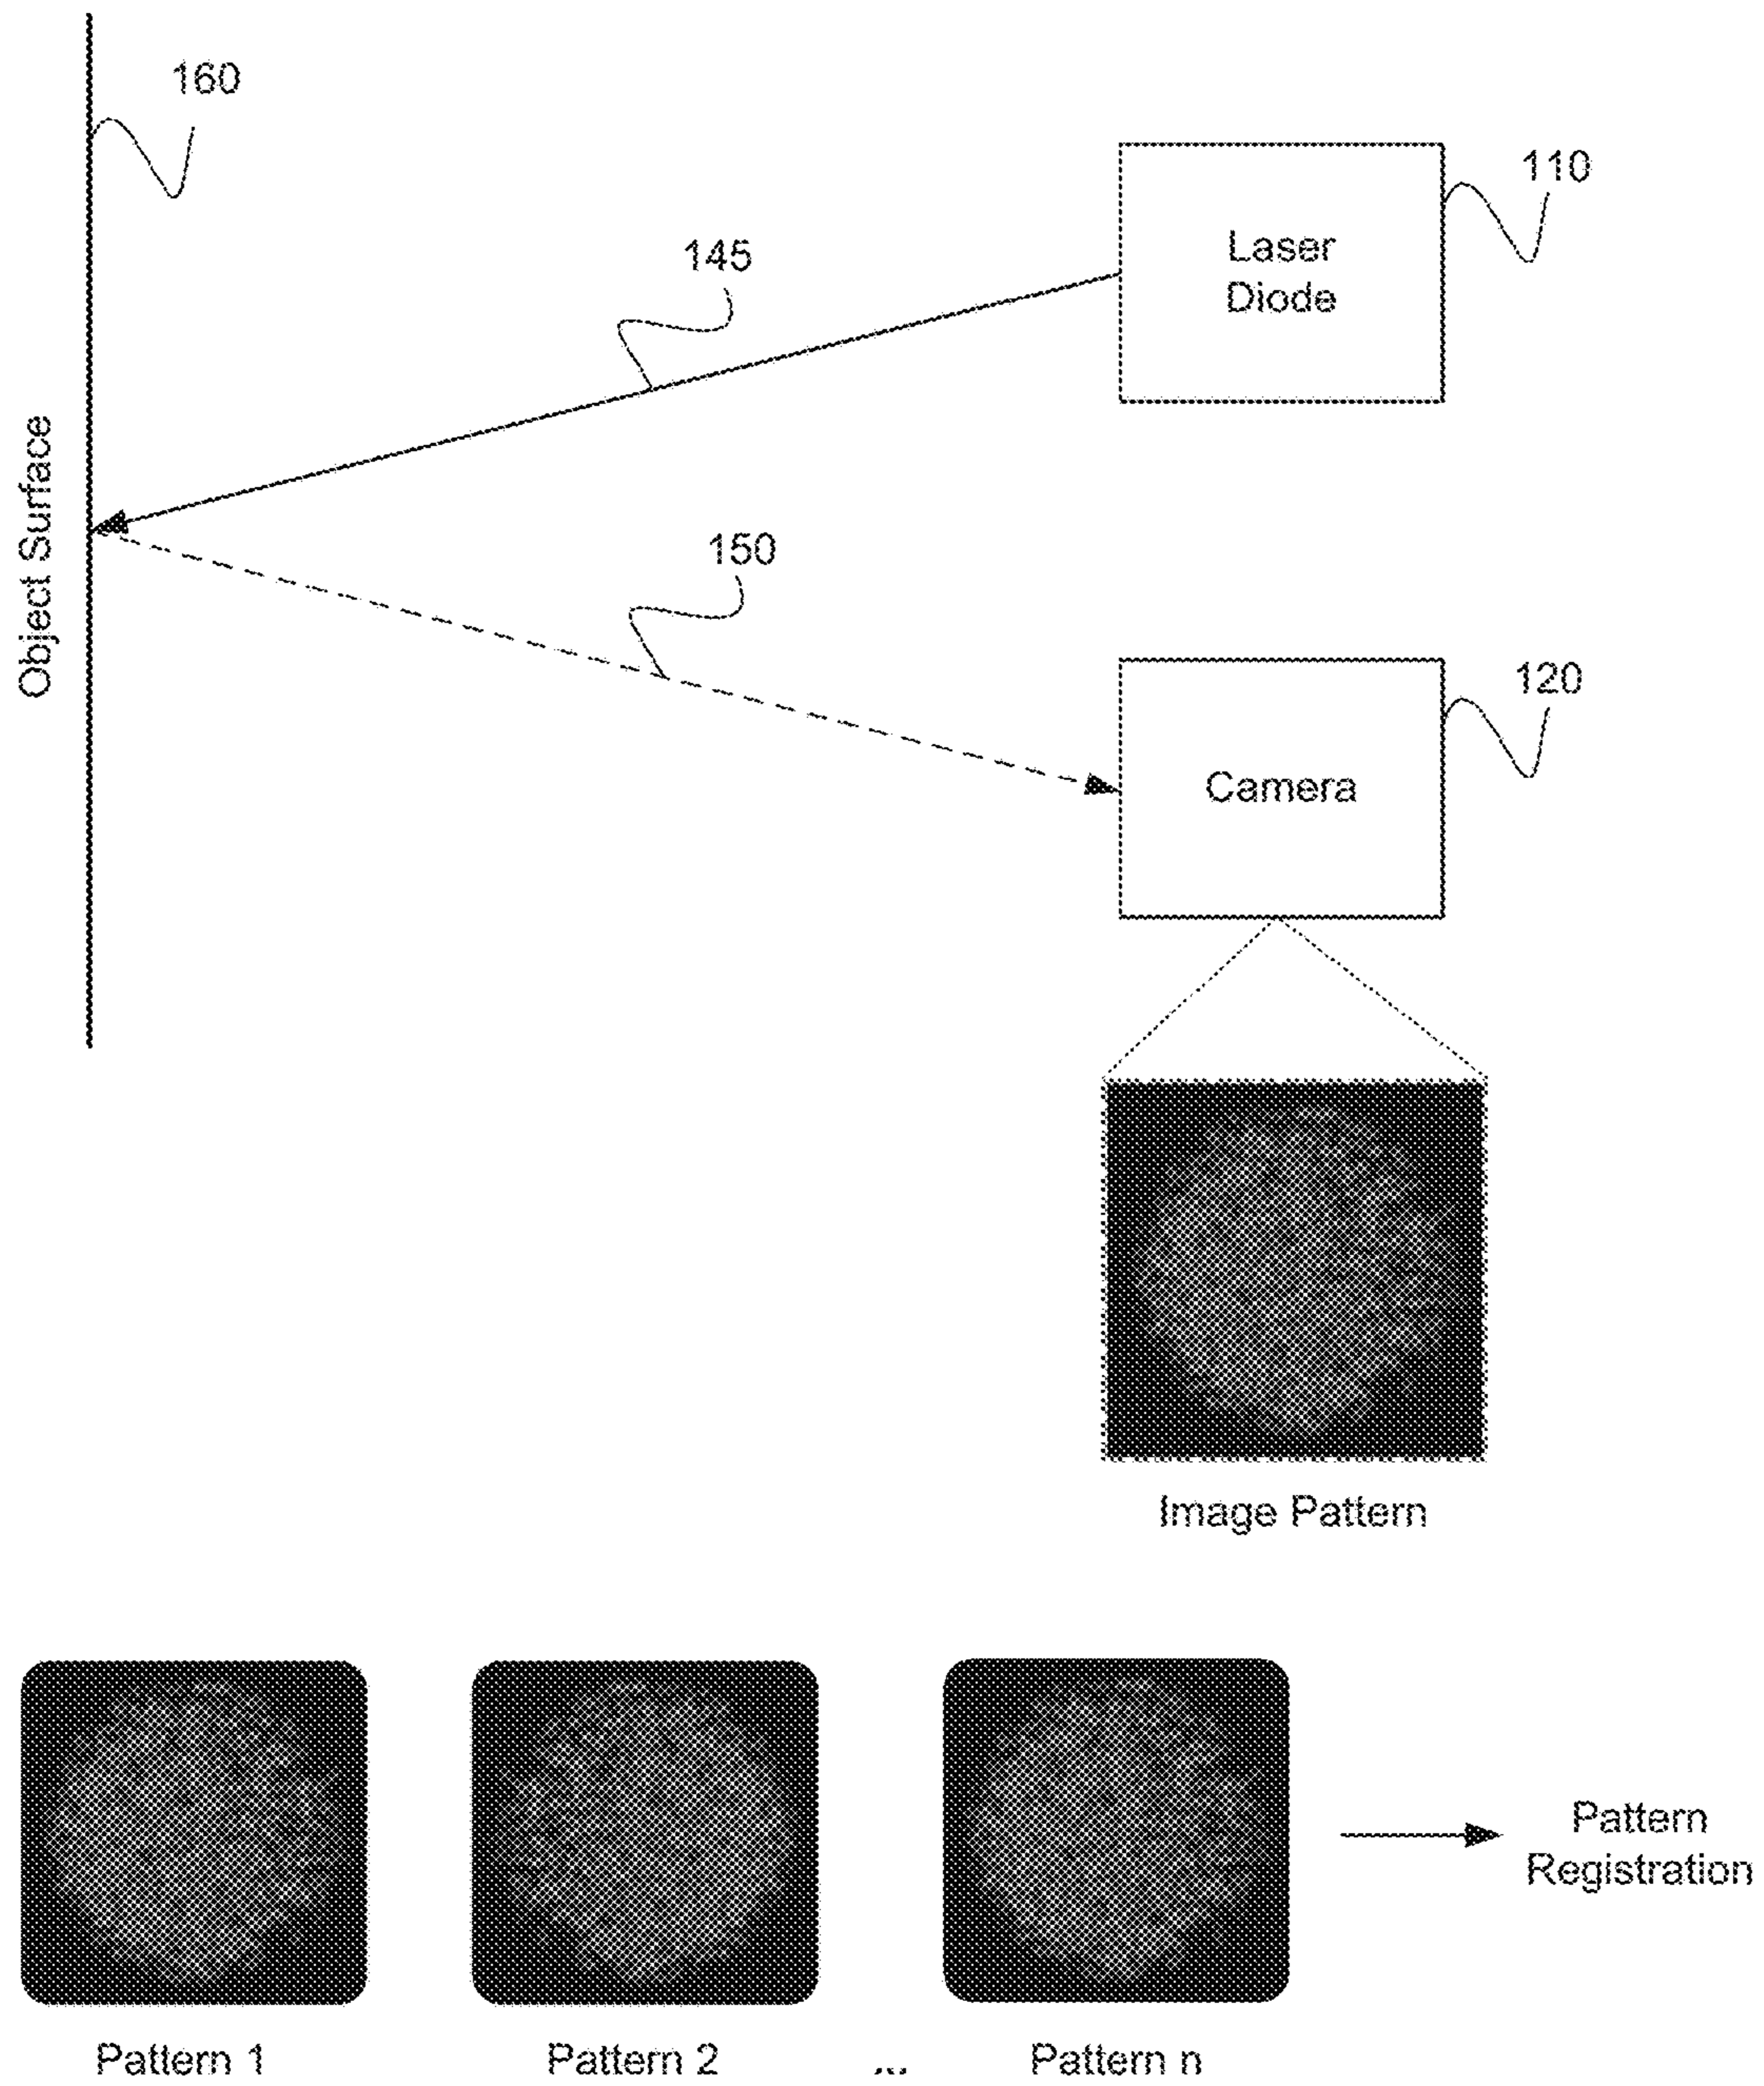 160
110
Laser
Diode
145
Object Surface
150
120
Camera
Image Pattern
Pattern
Registration
Pattern 1
Pattern 2
...
Pattern n